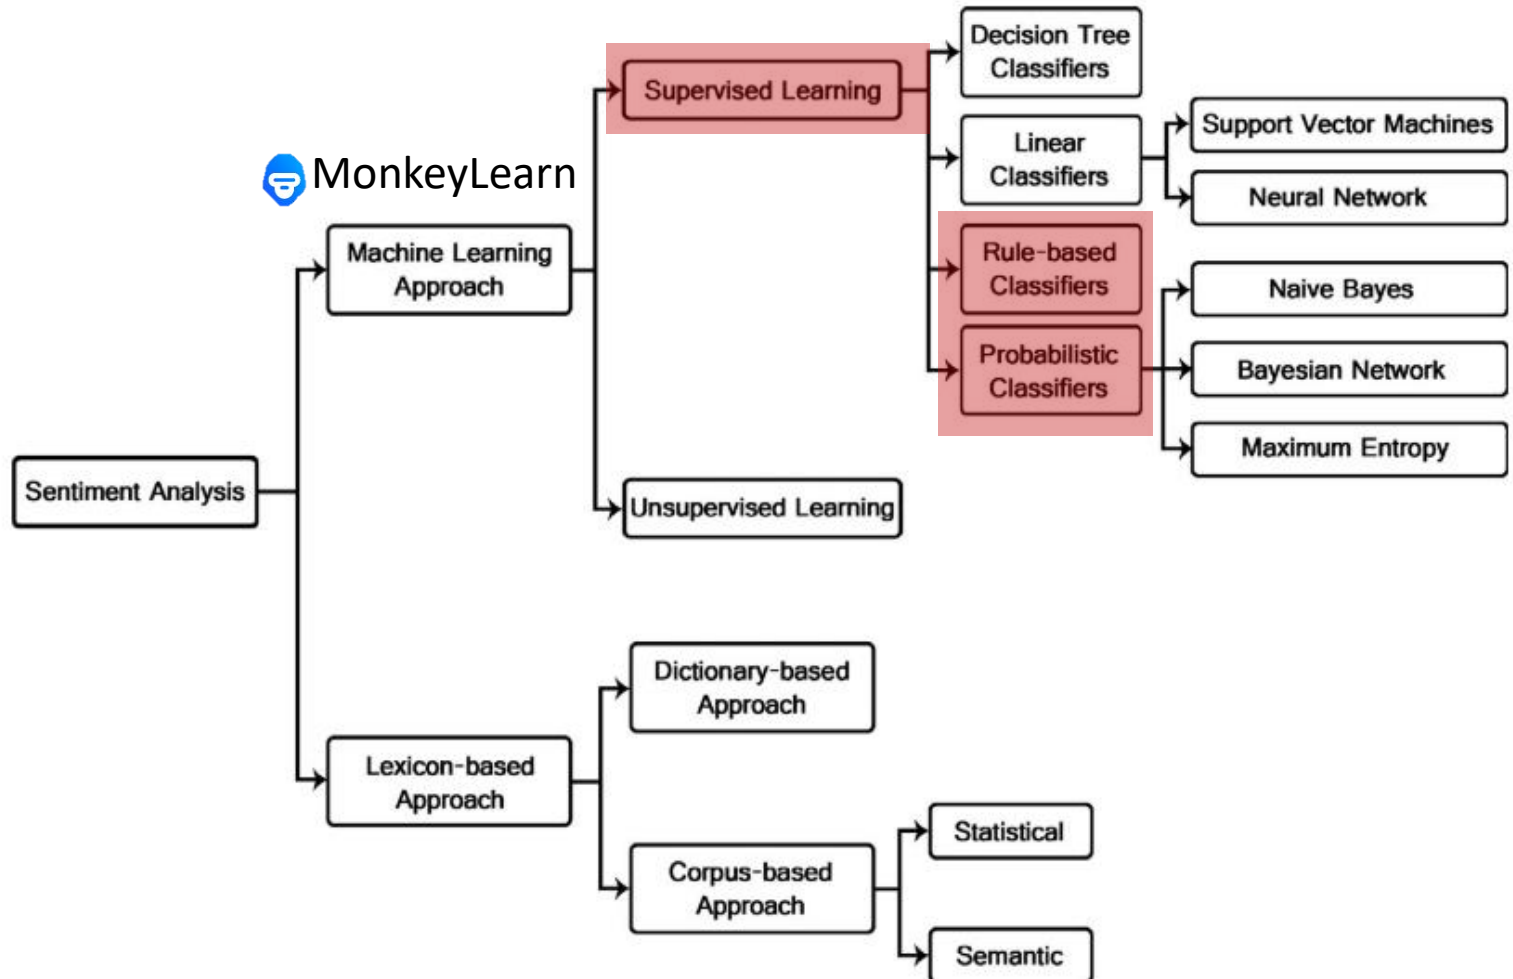 Decision Tree
Classifiers
Supervised Learning
Support Vector Machines
Linear
Classifiers
MonkeyLearn
Neural Network
Machine Learning
Approach
Rule-based
Classifiers
Naive Bayes
Probabilistic
Classifiers
Bayesian Network
Maximum Entropy
Sentiment Analysis
Unsupervised Learning
Dictionary-based
Approach
Lexicon-based
Approach
Statistical
Corpus-based
Approach
Semantic